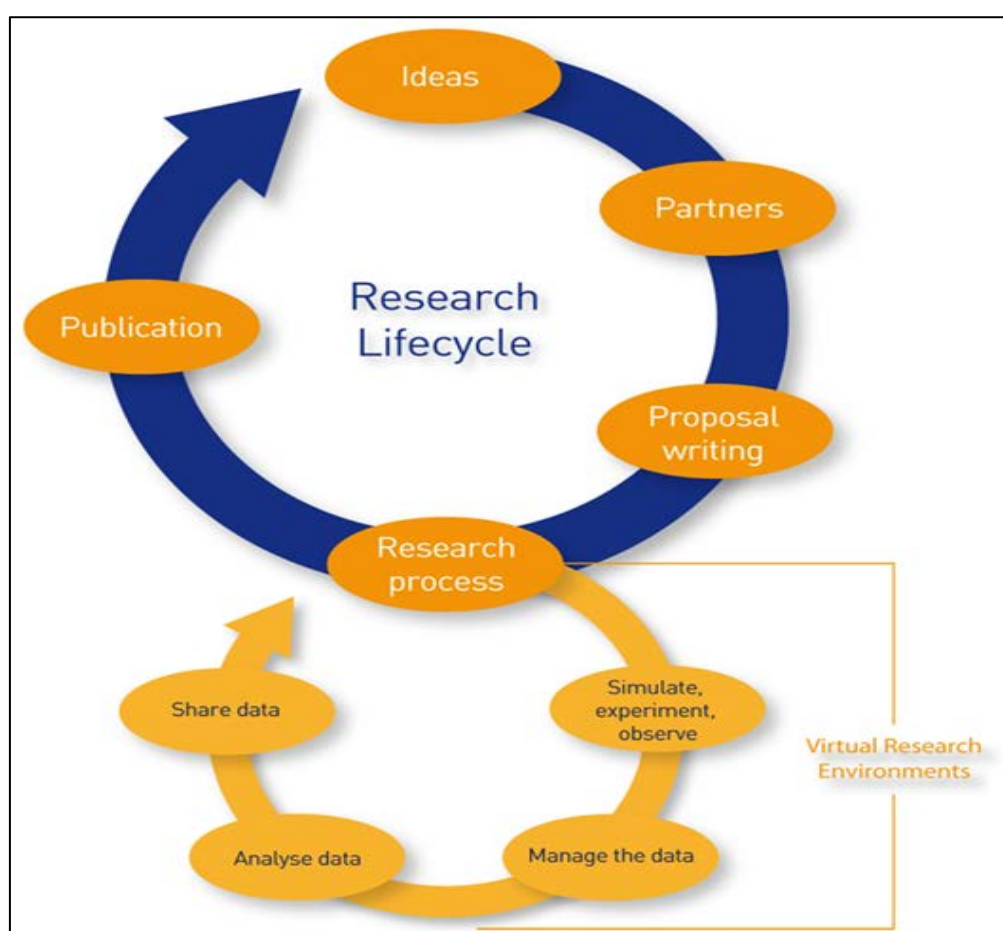 Ideas
Partners
Research
Lifecycle
Publication
Proposal
writing
Research
process
Simulate,
experiment,
observe
Share data
Virtual Research
Environments
Manage the data
Analyse data